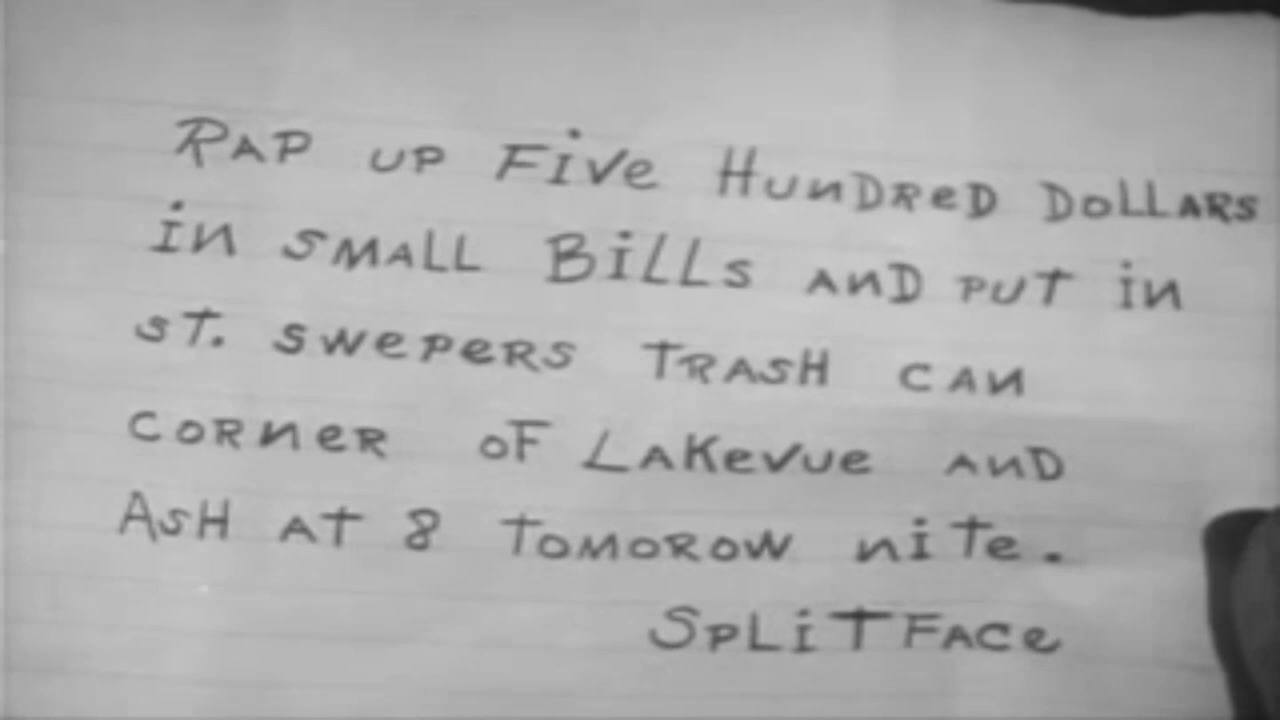 RAP UP FiVe HunDReD DoLLARS
in SMALL BiLLS AnD PUT in
ST. SWePeRS TRASH CAn
CORneR oF LAKeVue AnD
ASH AT 8 ToMOROW niTe.
SPLiTFACe